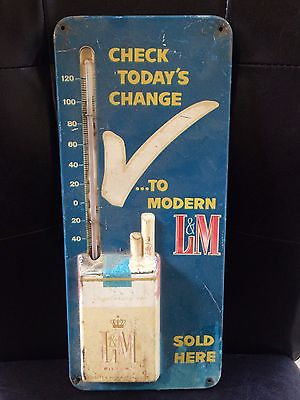 CHECK
TODAY'S
CHANGE
120
100
80
60
40
20
0
20
40
...TO
MODERN
L&M
L&M
SOLD
HERE